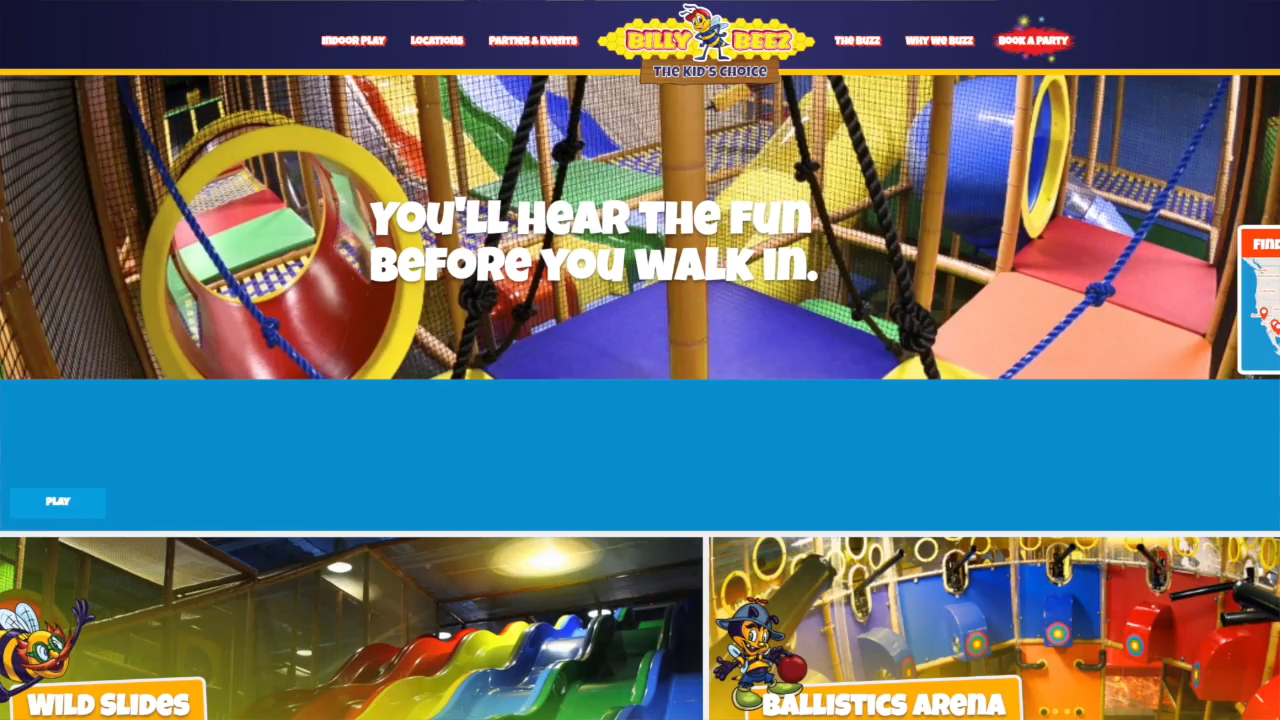 INDOOR PLAY
LOCATIONS
PARTIES & EVENTS
BILLY BEEZ
THE KID'S CHOICE
THE BUZZ
WHY WE BUZZ
BOOK A PARTY
YOU'LL HEAR THE FUN
BEFORE YOU WALK IN.
PLAY
WILD SLIDES
BALLISTICS ARENA